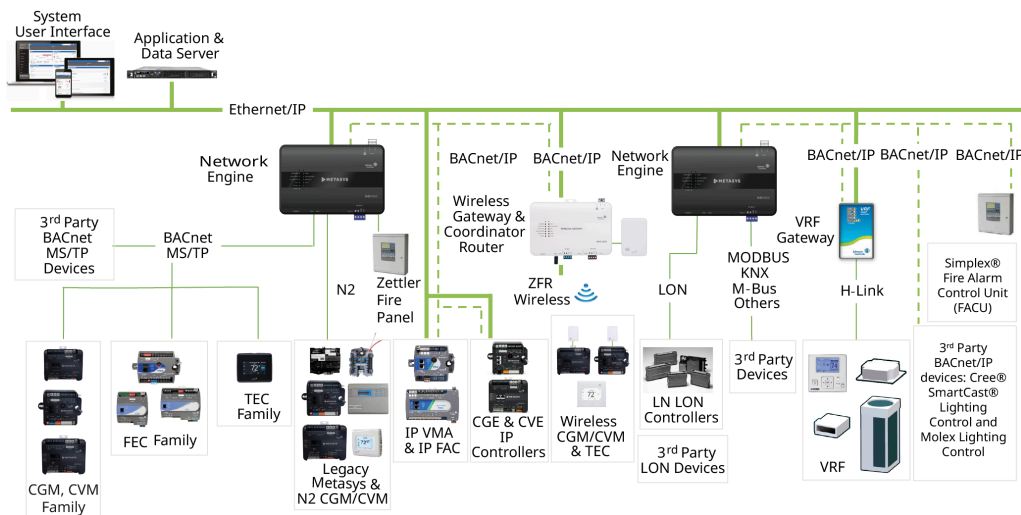 System
User Interface
Application &
Data Server
Ethernet/IP
Network
Engine
METASYS
BACnet/IP
BACnet/IP
Network
Engine
METASYS
BACnet/IP
BACnet/IP
BACnet/IP
Wireless
Gateway &
Coordinator
Router
VRF
Gateway
VRF
3rd Party
BACnet
MS/TP
Devices
BACnet
MS/TP
N2
Zettler
Fire
Panel
ZFR
Wireless
LON
MODBUS
KNX
M-Bus
Others
H-Link
Simplex®
Fire Alarm
Control Unit
(FACU)
CGM, CVM
Family
FEC Family
72
TEC
Family
Legacy
Metasys &
N2 CGM/CVM
IP VMA
& IP FAC
CGE & CVE
IP
Controllers
72
Wireless
CGM/CVM
& TEC
LN LON
Controllers
3rd Party
LON Devices
3rd Party
Devices
VRF
3rd Party
BACnet/IP
devices: Cree®
SmartCast®
Lighting
Control and
Molex Lighting
Control